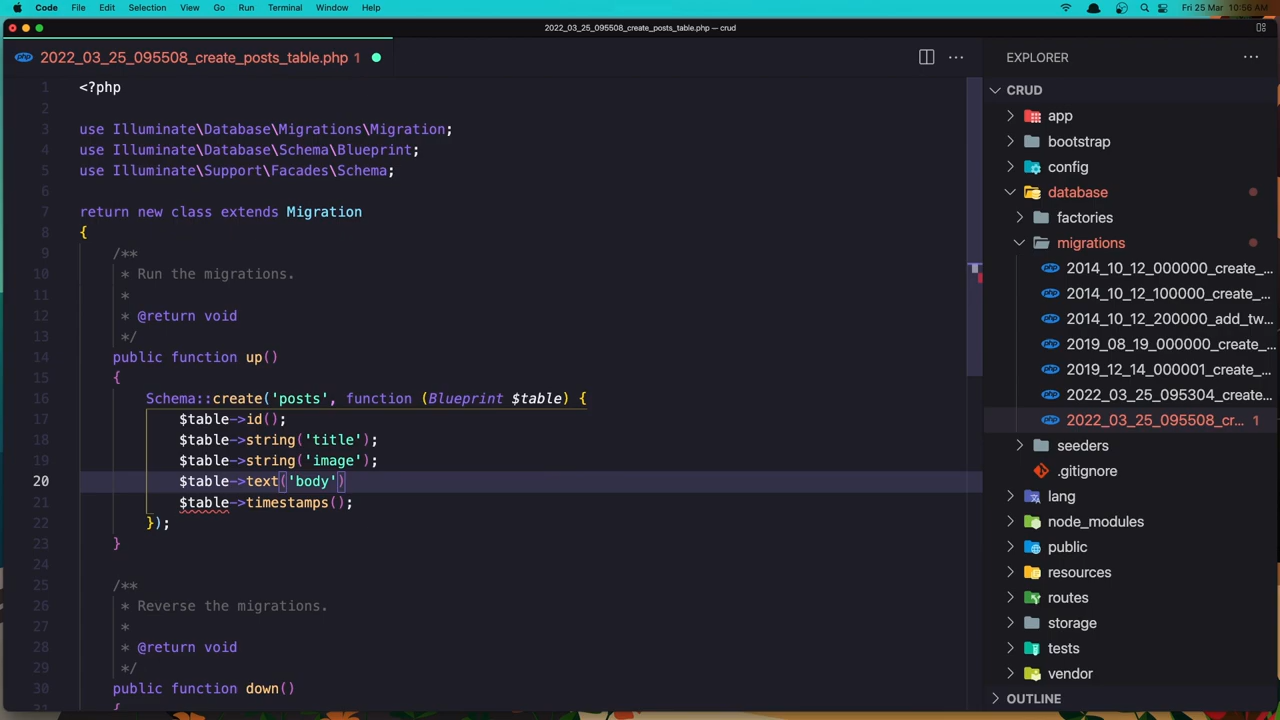 Code File Edit Selection View Go Run Terminal Window Help Fri 25 Mar 10:56 AM
2022_03_25_095508_create_posts_table.php — crud
2022_03_25_095508_create_posts_table.php 1
1 <?php
2
3 use Illuminate\Database\Migrations\Migration;
4 use Illuminate\Database\Schema\Blueprint;
5 use Illuminate\Support\Facades\Schema;
6
7 return new class extends Migration
8 {
9 /**
10 * Run the migrations.
11 *
12 * @return void
13 */
14 public function up()
15 {
16 Schema::create('posts', function (Blueprint $table) {
17 $table->id();
18 $table->string('title');
19 $table->string('image');
20 $table->text('body')
21 $table->timestamps();
22 });
23 }
24
25 /**
26 * Reverse the migrations.
27 *
28 * @return void
29 */
30 public function down()
{
EXPLORER
CRUD
app
bootstrap
config
database
factories
migrations
2014_10_12_000000_create_...
2014_10_12_100000_create_...
2014_10_12_200000_add_tw...
2019_08_19_000000_create_...
2019_12_14_000001_create_...
2022_03_25_095304_create...
2022_03_25_095508_cr... 1
seeders
.gitignore
lang
node_modules
public
resources
routes
storage
tests
vendor
OUTLINE